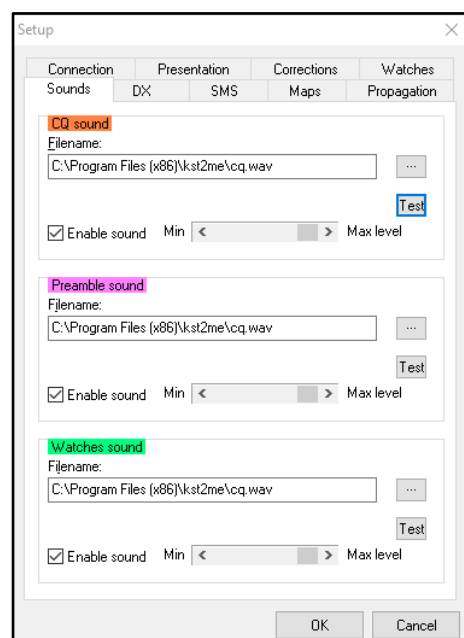 Setup
Connection Presentation Corrections Watches
Sounds DX SMS Maps Propagation
CQ sound
Filename:
C:\Program Files (x86)\kst2me\cq.wav ...
Test
Enable sound Min < > Max level
Preamble sound
Filename:
C:\Program Files (x86)\kst2me\cq.wav ...
Test
Enable sound Min < > Max level
Watches sound
Filename:
C:\Program Files (x86)\kst2me\cq.wav ...
Test
Enable sound Min < > Max level
OK Cancel